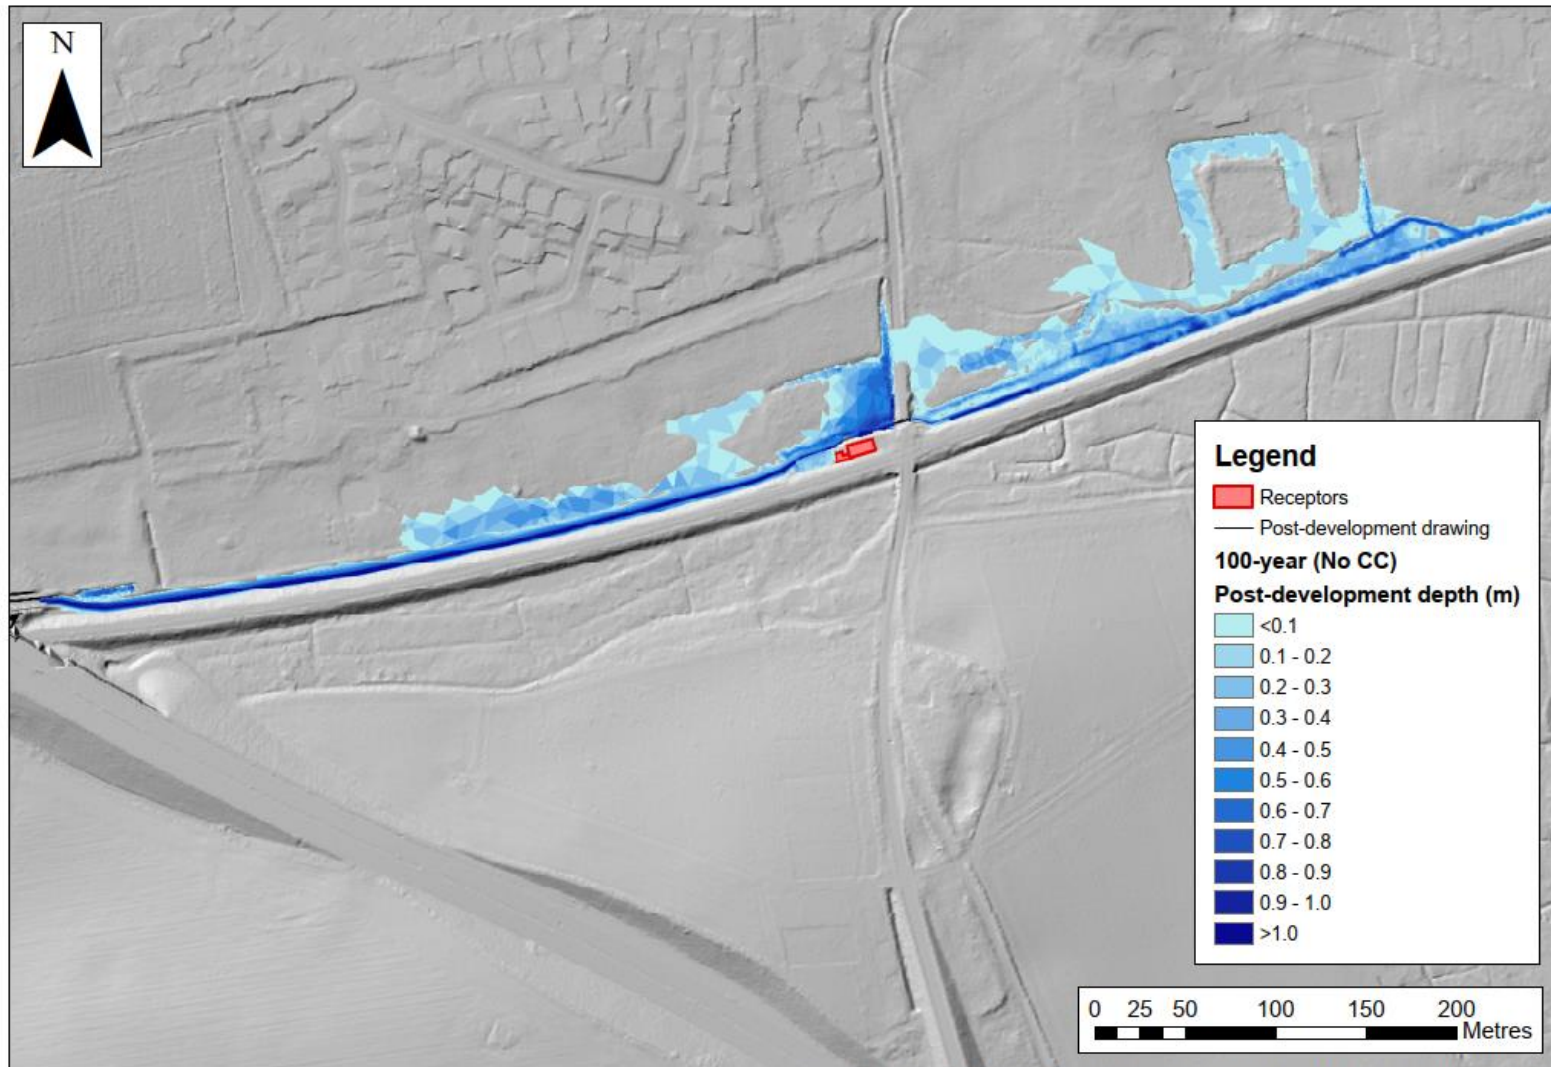 N
Legend
Receptors
Post-development drawing
100-year (No CC)
Post-development depth (m)
<0.1
0.1 - 0.2
0.2 - 0.3
0.3 - 0.4
0.4 - 0.5
0.5 - 0.6
0.6 - 0.7
0.7 - 0.8
0.8 - 0.9
0.9 - 1.0
>1.0
0 25 50 100 150 200
Metres